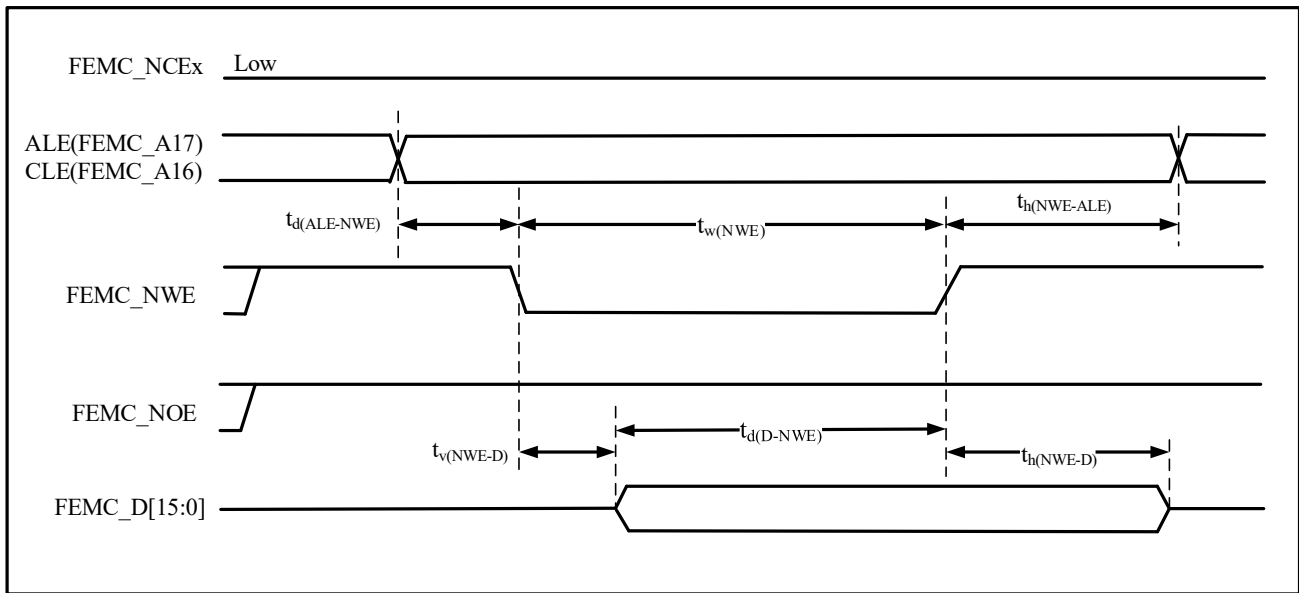 FEMC_NCEx Low
ALE(FEMC_A17)
CLE(FEMC_A16)
td(ALE-NWE) tw(NWE) th(NWE-ALE)
FEMC_NWE
FEMC_NOE
tv(NWE-D) td(D-NWE) th(NWE-D)
FEMC_D[15:0]